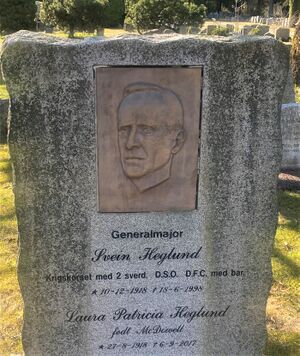 Generalmajor
Svein Heglund
Krigskorset med 2 sverd, D.S.O. D.F.C. med bar.
* 10-12-1918 † 18-6-1998
Laura Patricia Heglund
født McDowell
* 27-8-1918 † 6-9-2017